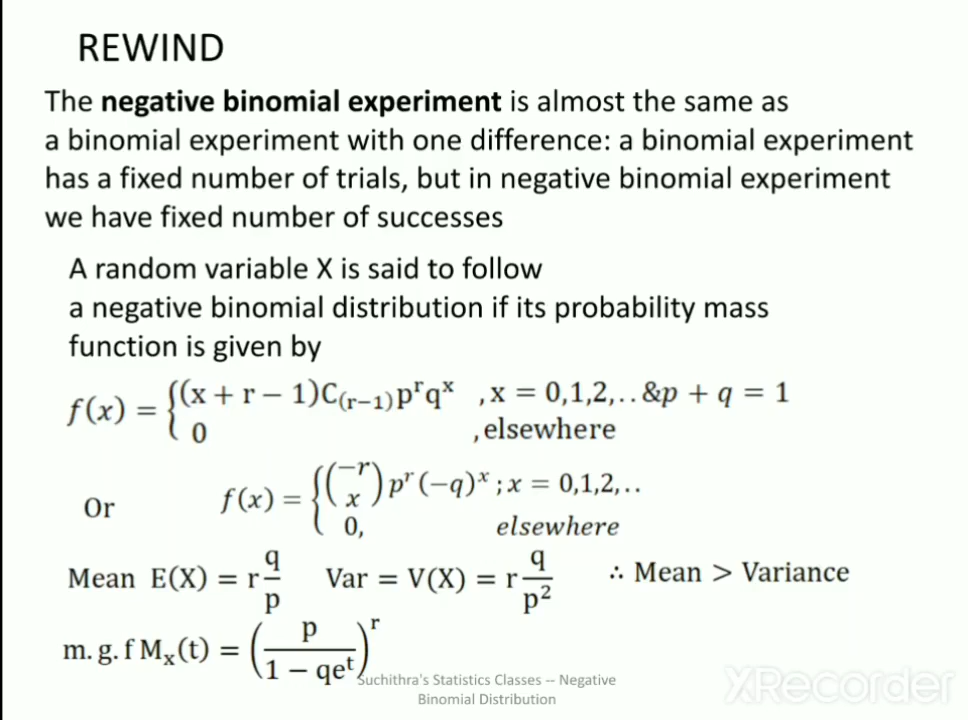 REWIND
The negative binomial experiment is almost the same as
a binomial experiment with one difference: a binomial experiment
has a fixed number of trials, but in negative binomial experiment
we have fixed number of successes
A random variable X is said to follow
a negative binomial distribution if its probability mass
function is given by
f(x) = {(x + r − 1)C₍ᵣ₋₁₎pʳqˣ , x = 0,1,2,..&p + q = 1
0 ,elsewhere
Or f(x) = {(−r x) pʳ(−q)ˣ ; x = 0,1,2,..
0, elsewhere
Mean E(X) = r q/p Var = V(X) = r q/p² ∴ Mean > Variance
m. g. f Mₓ(t) = (p/(1 − qeᵗ))ʳ
Suchithra's Statistics Classes -- Negative
Binomial Distribution
XRecorder